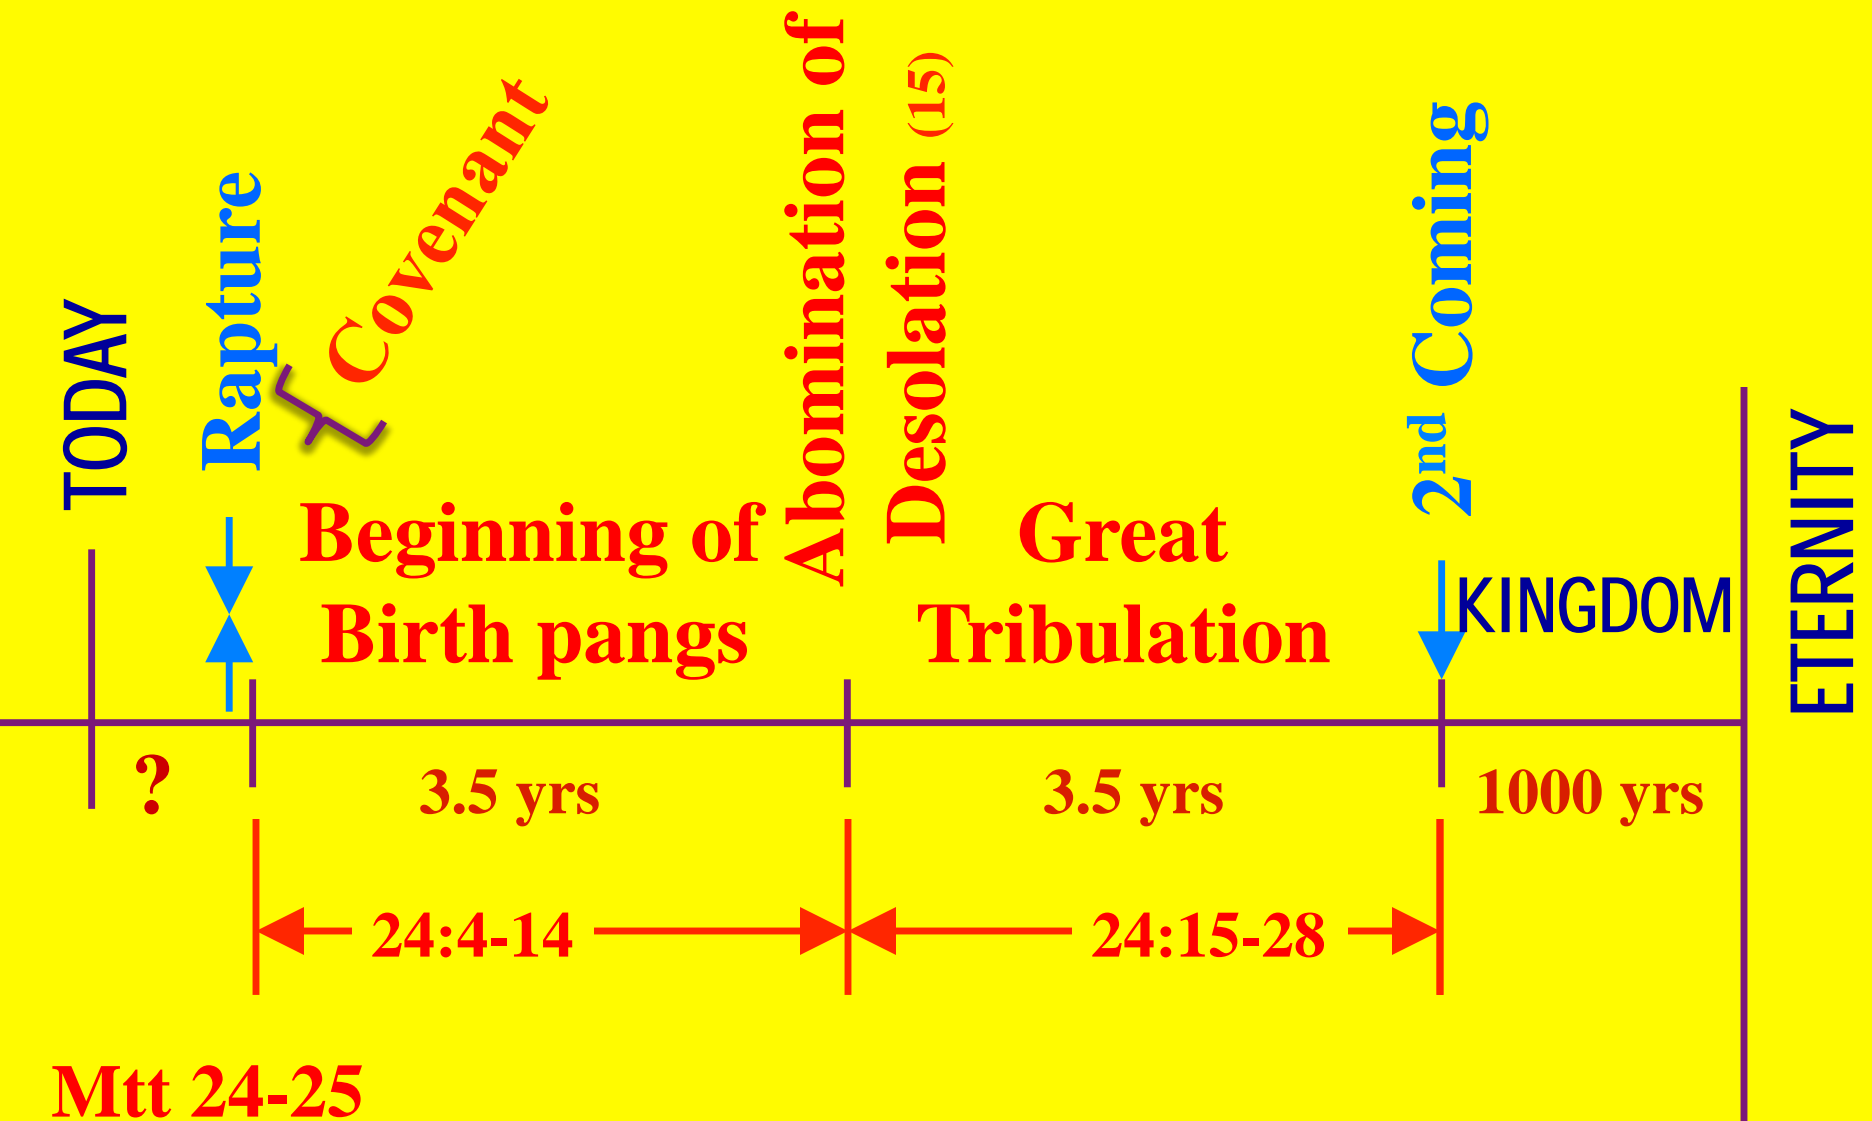 TODAY
Rapture
Covenant
Abomination of
Desolation (15)
2nd Coming
ETERNITY
Beginning of
Birth pangs
Great
Tribulation
KINGDOM
?
3.5 yrs
3.5 yrs
1000 yrs
24:4-14
24:15-28
Mtt 24-25